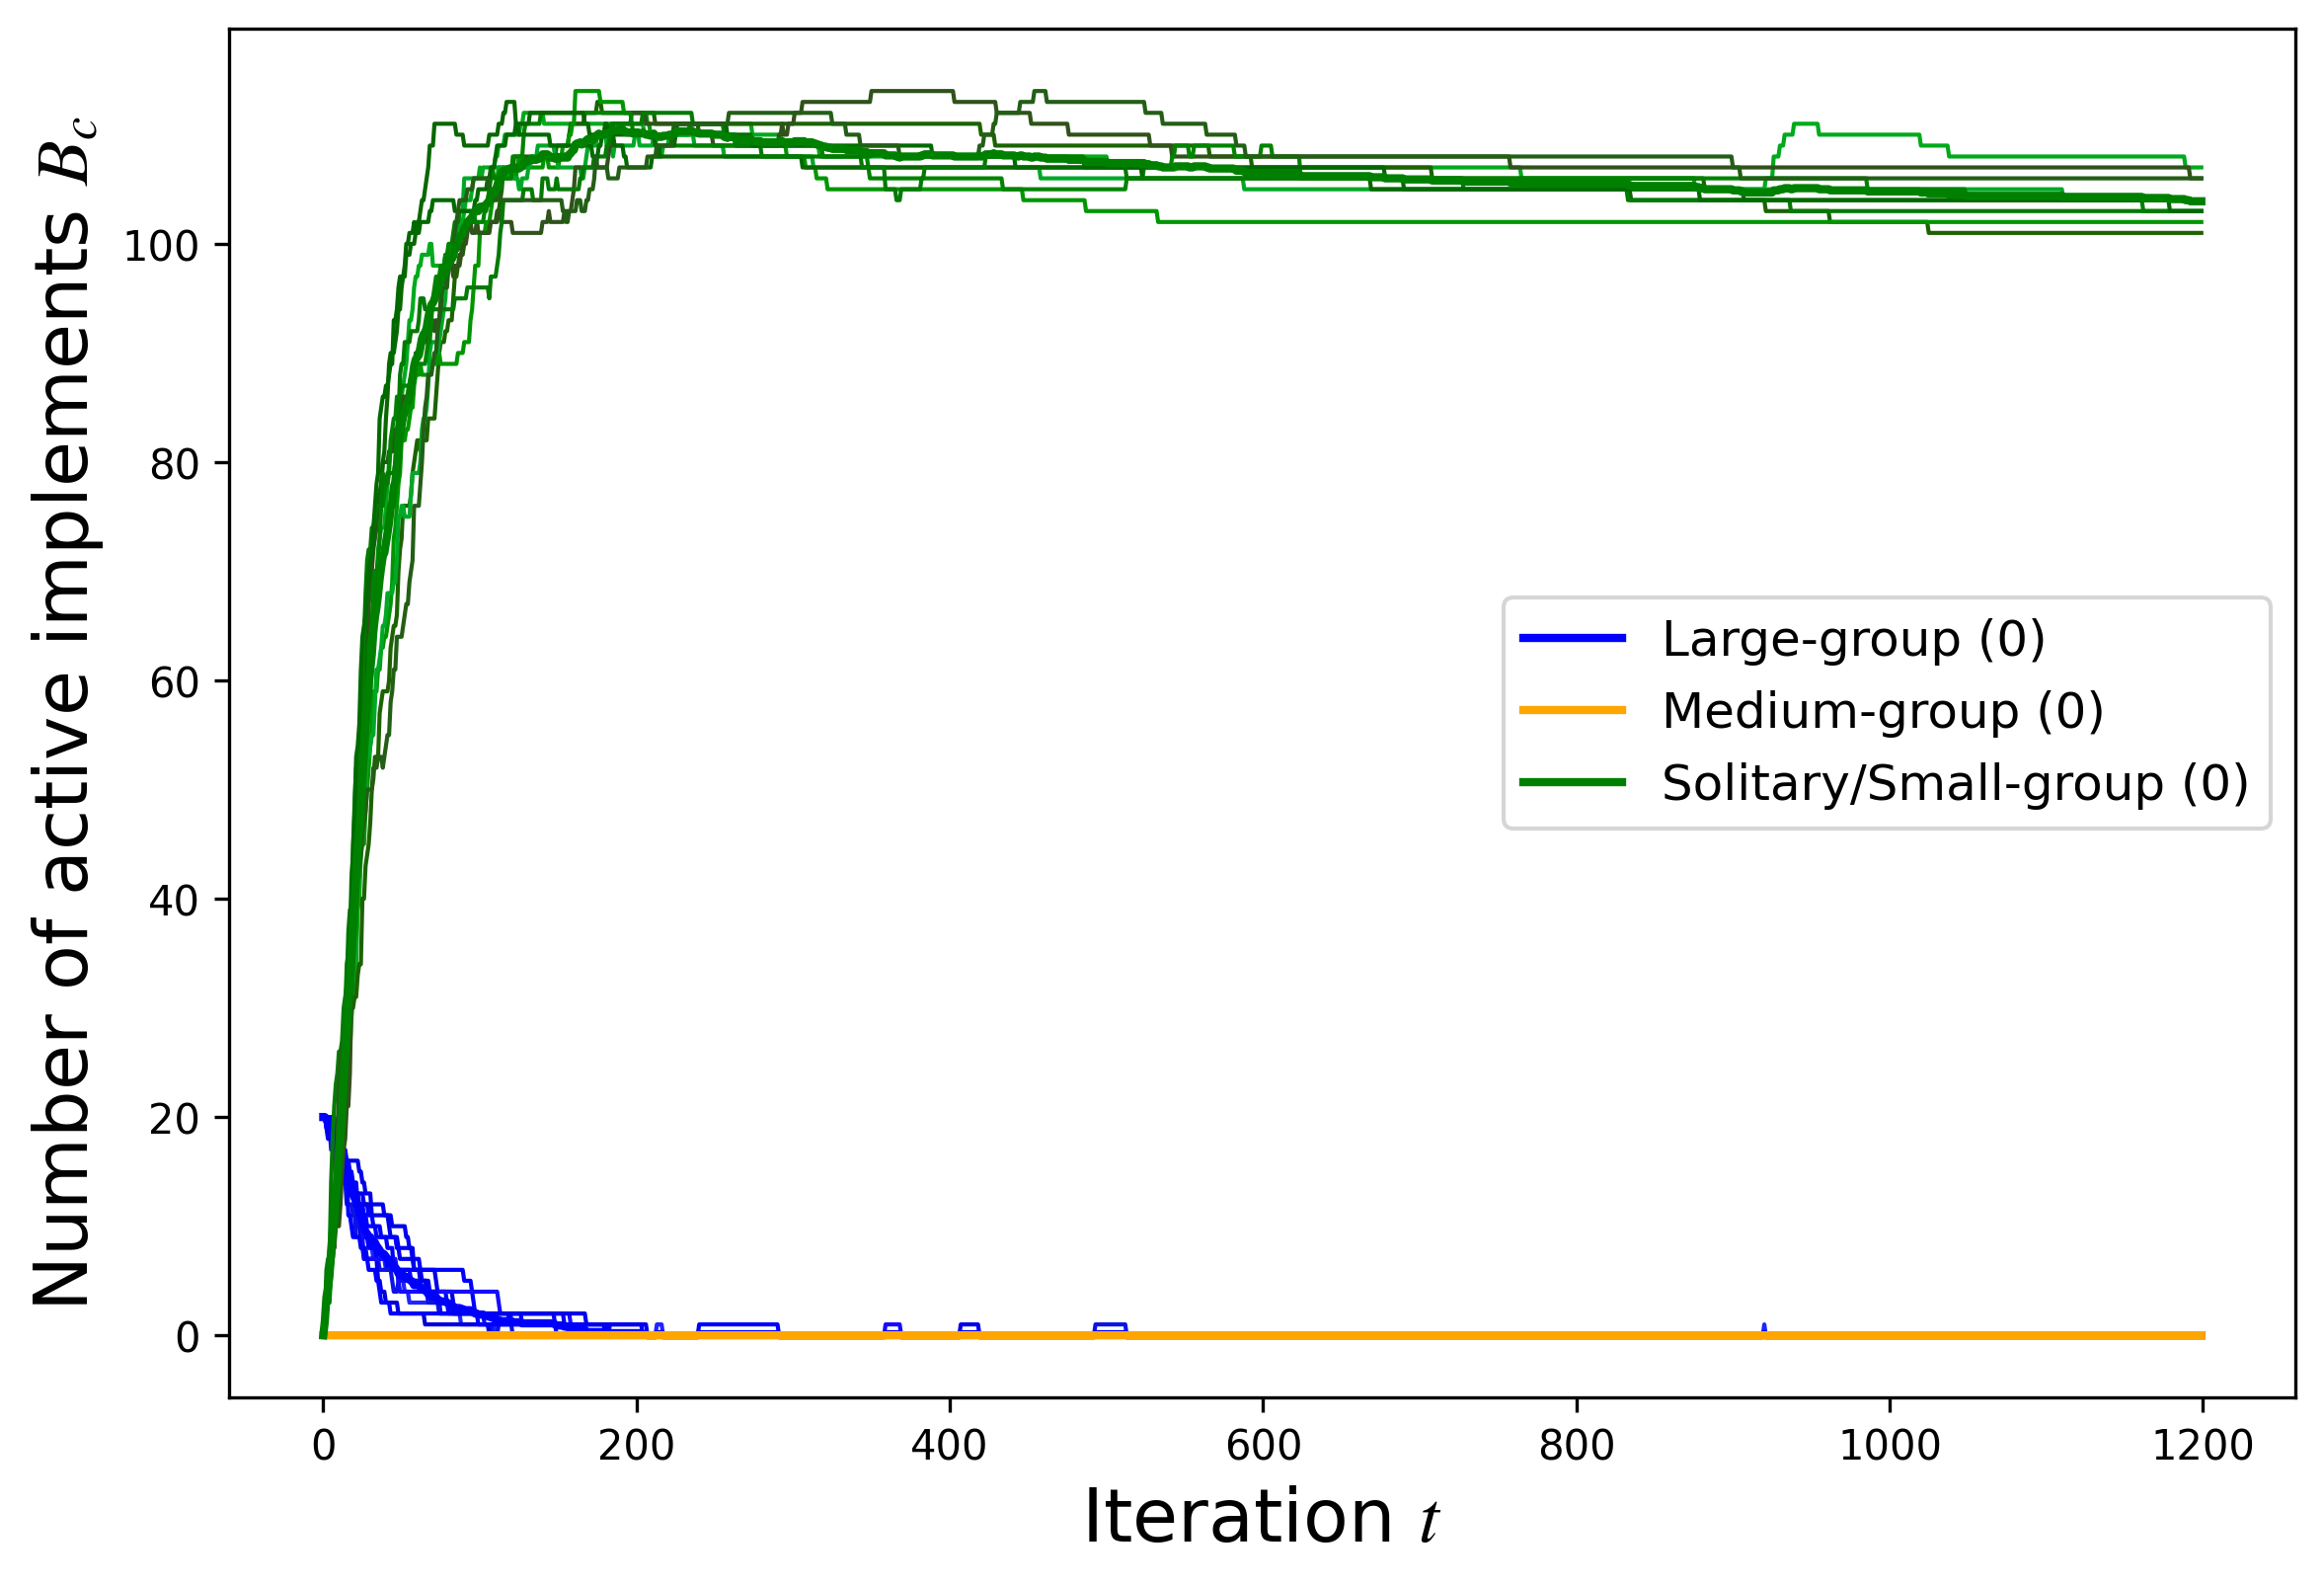 Number of active implements B_c
100
80
60
40
20
0
Large-group (0)
Medium-group (0)
Solitary/Small-group (0)
0 200 400 600 800 1000 1200
Iteration t